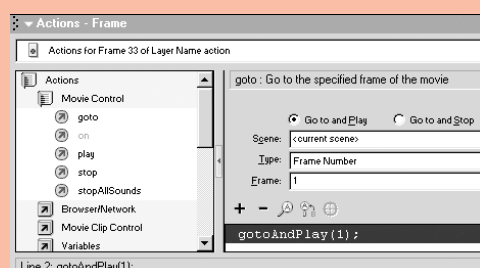 Actions - Frame
Actions for Frame 33 of Layer Name action
Actions
Movie Control
goto
on
play
stop
stopAllSounds
Browser/Network
Movie Clip Control
Variables
goto : Go to the specified frame of the movie
Go to and Play Go to and Stop
Scene: <current scene>
Type: Frame Number
Frame: 1
gotoAndPlay(1);
Line 2: gotoAndPlay(1);